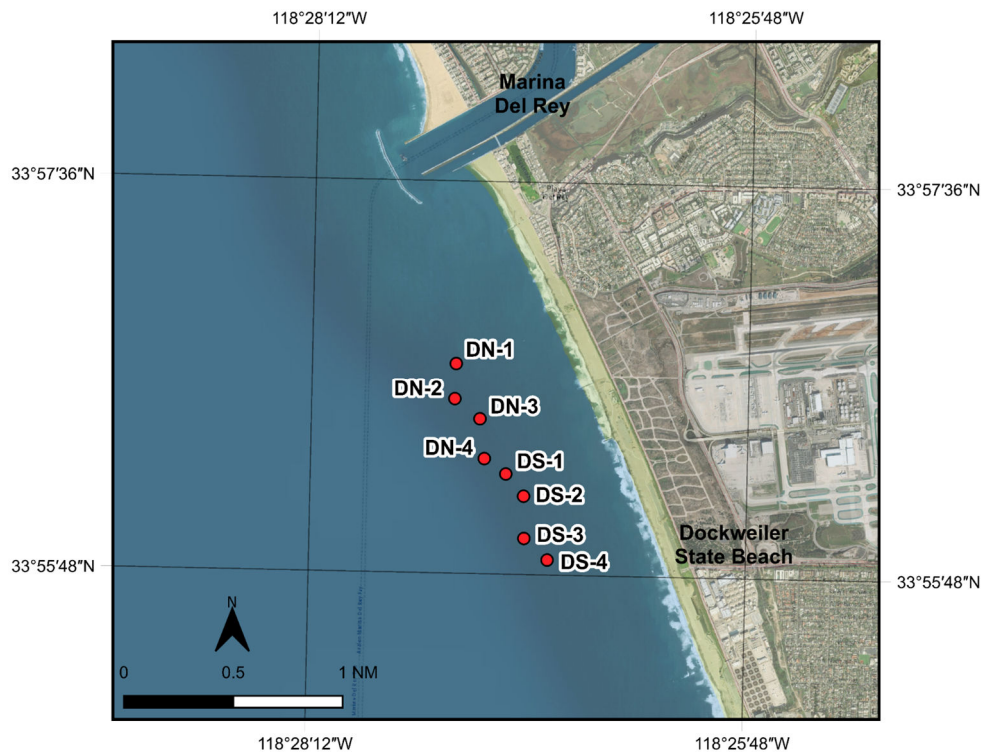 118°28′12″W
118°25′48″W
Marina
Del Rey
33°57′36″N
33°57′36″N
DN-1
DN-2
DN-3
DN-4
DS-1
DS-2
DS-3
DS-4
Dockweiler
State Beach
33°55′48″N
33°55′48″N
N
0
0.5
1 NM
118°28′12″W
118°25′48″W